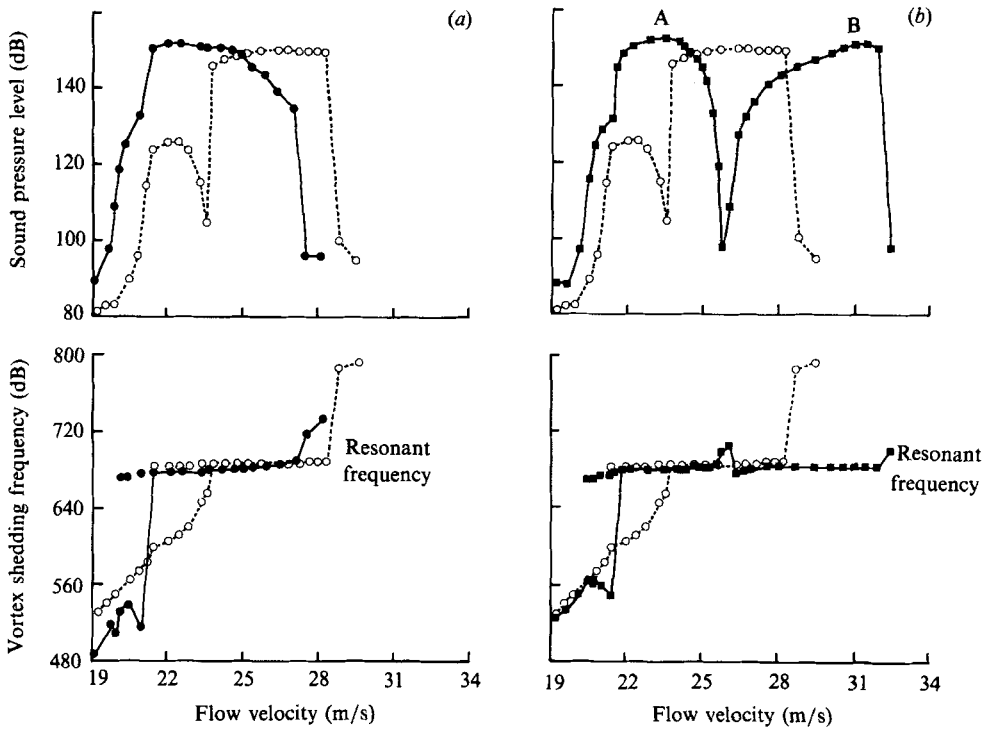 (a)
A
B
(b)
Sound pressure level (dB)
140
120
100
80
Vortex shedding frequency (dB)
800
720
640
560
480
Resonant
frequency
Resonant
frequency
19 22 25 28 31 34
19 22 25 28 31 34
Flow velocity (m/s)
Flow velocity (m/s)